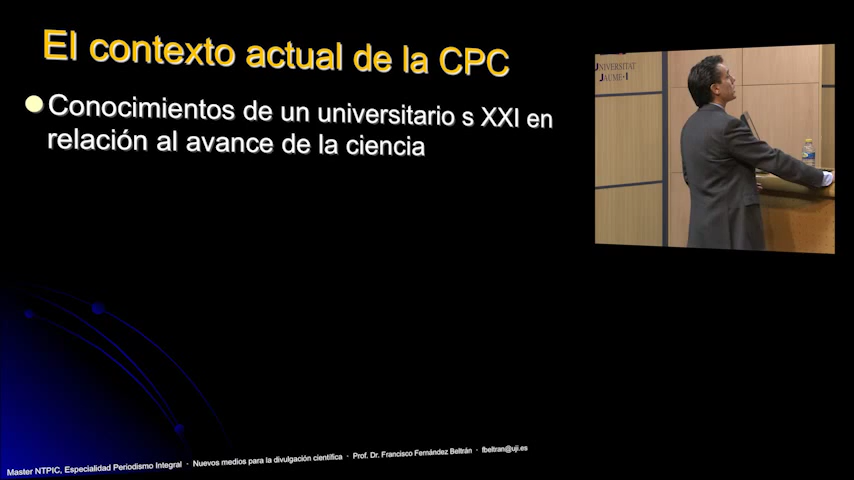 El contexto actual de la CPC
Conocimientos de un universitario s XXI en
relación al avance de la ciencia
UNIVERSITAT
JAUME·I
Master NTPIC, Especialidad Periodismo Integral · Nuevos medios para la divulgación científica · Prof. Dr. Francisco Fernández Beltrán · fbeltran@uji.es